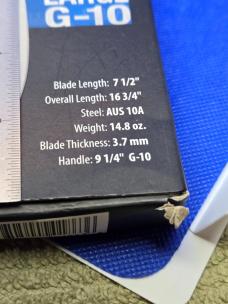 LARGE
G-10
Blade Length: 7 1/2"
Overall Length: 16 3/4"
Steel: AUS 10A
Weight: 14.8 oz.
Blade Thickness: 3.7 mm
Handle: 9 1/4" G-10